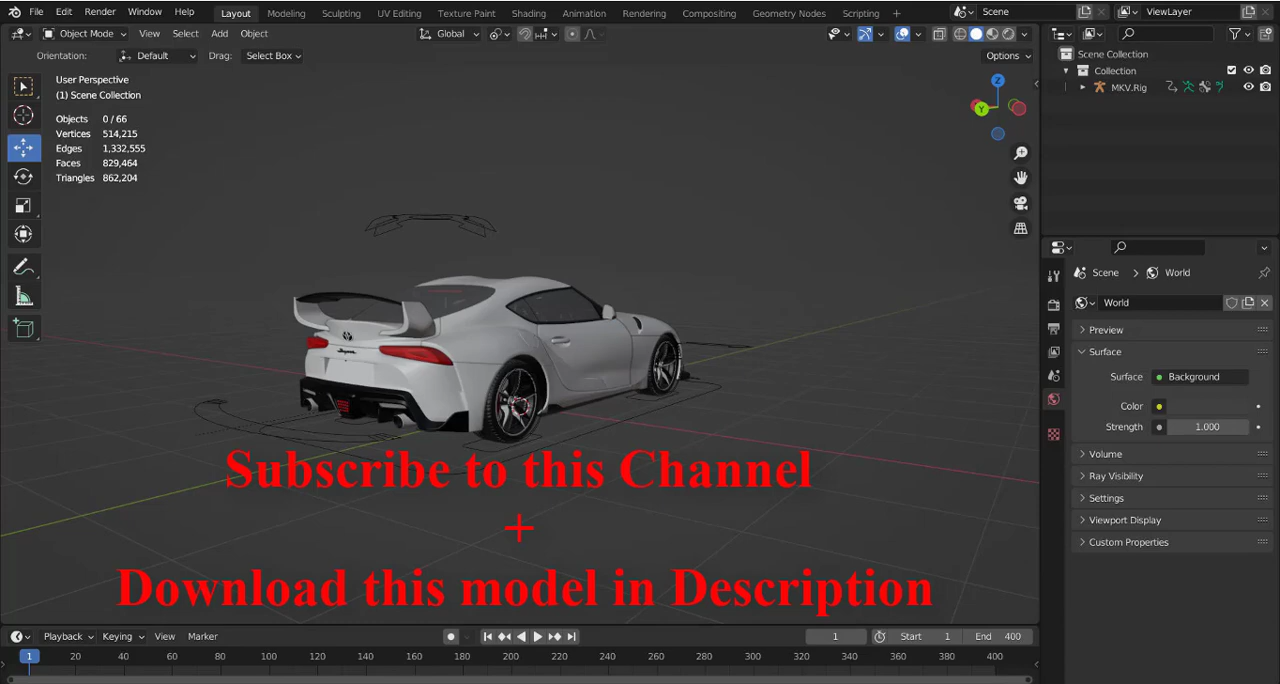 File Edit Render Window Help Layout Modeling Sculpting UV Editing Texture Paint Shading Animation Rendering Compositing Geometry Nodes Scripting + Scene ViewLayer
Object Mode View Select Add Object Global
Orientation: Default Drag: Select Box Options
User Perspective
(1) Scene Collection
Objects 0 / 66
Vertices 514,215
Edges 1,332,555
Faces 829,464
Triangles 862,204
Z
Y
Scene Collection
Collection
MKV.Rig
Scene > World
World
Preview
Surface
Surface Background
Color
Strength 1.000
Volume
Ray Visibility
Settings
Viewport Display
Custom Properties
Subscribe to this Channel
+
Download this model in Description
Playback Keying View Marker 1 Start 1 End 400
1 20 40 60 80 100 120 140 160 180 200 220 240 260 280 300 320 340 360 380 400